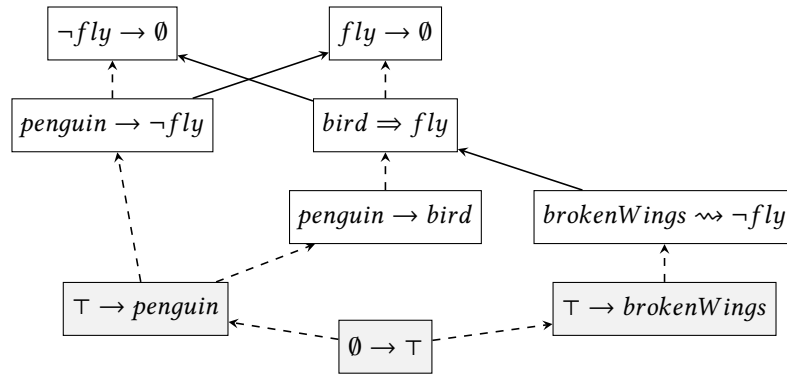 ¬fly → ∅
fly → ∅
penguin → ¬fly
bird ⇒ fly
penguin → bird
brokenWings ⇝ ¬fly
⊤ → penguin
∅ → ⊤
⊤ → brokenWings